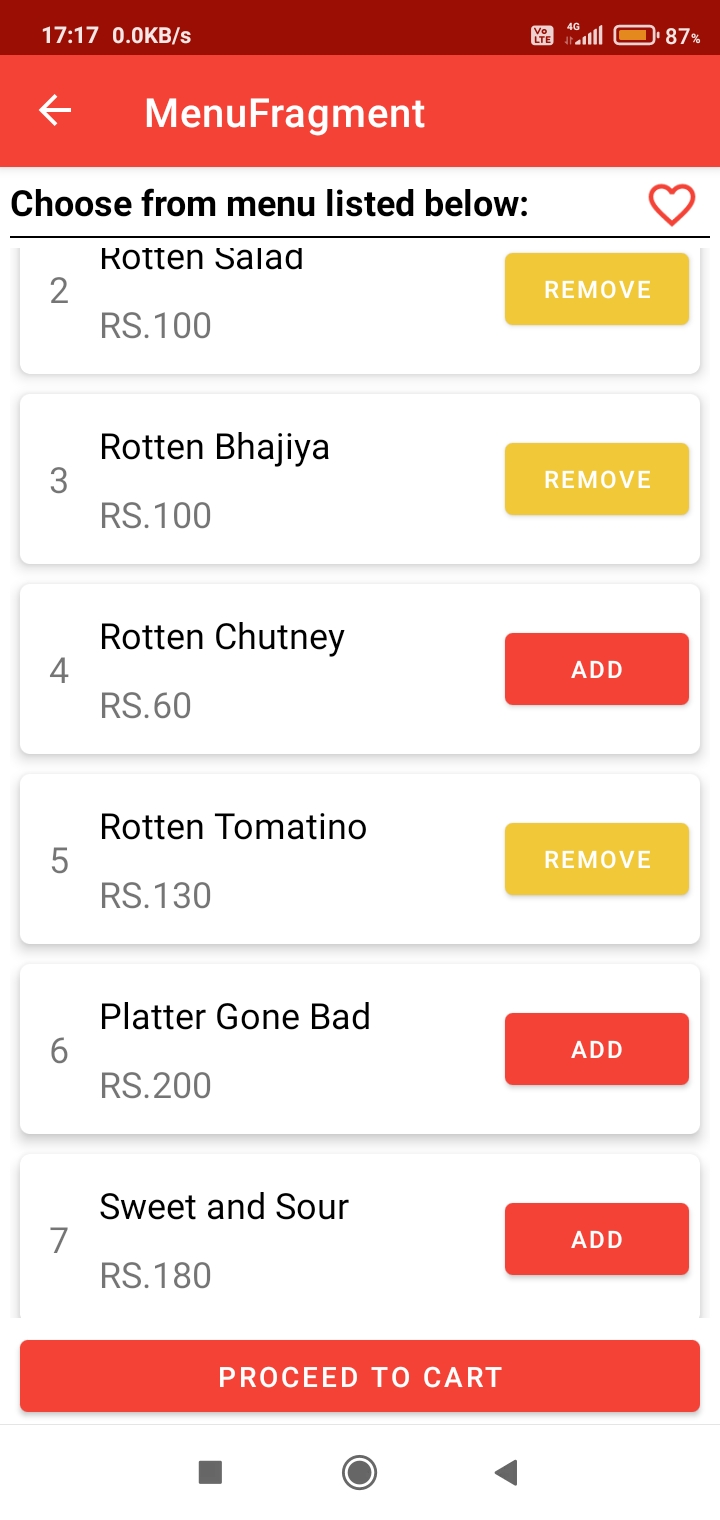 17:17 0.0KB/s Vo LTE 4G 87%
MenuFragment
Choose from menu listed below:
Rotten Salad
2
REMOVE
RS.100
Rotten Bhajiya
3
REMOVE
RS.100
Rotten Chutney
4
ADD
RS.60
Rotten Tomatino
5
REMOVE
RS.130
Platter Gone Bad
6
ADD
RS.200
Sweet and Sour
7
ADD
RS.180
PROCEED TO CART